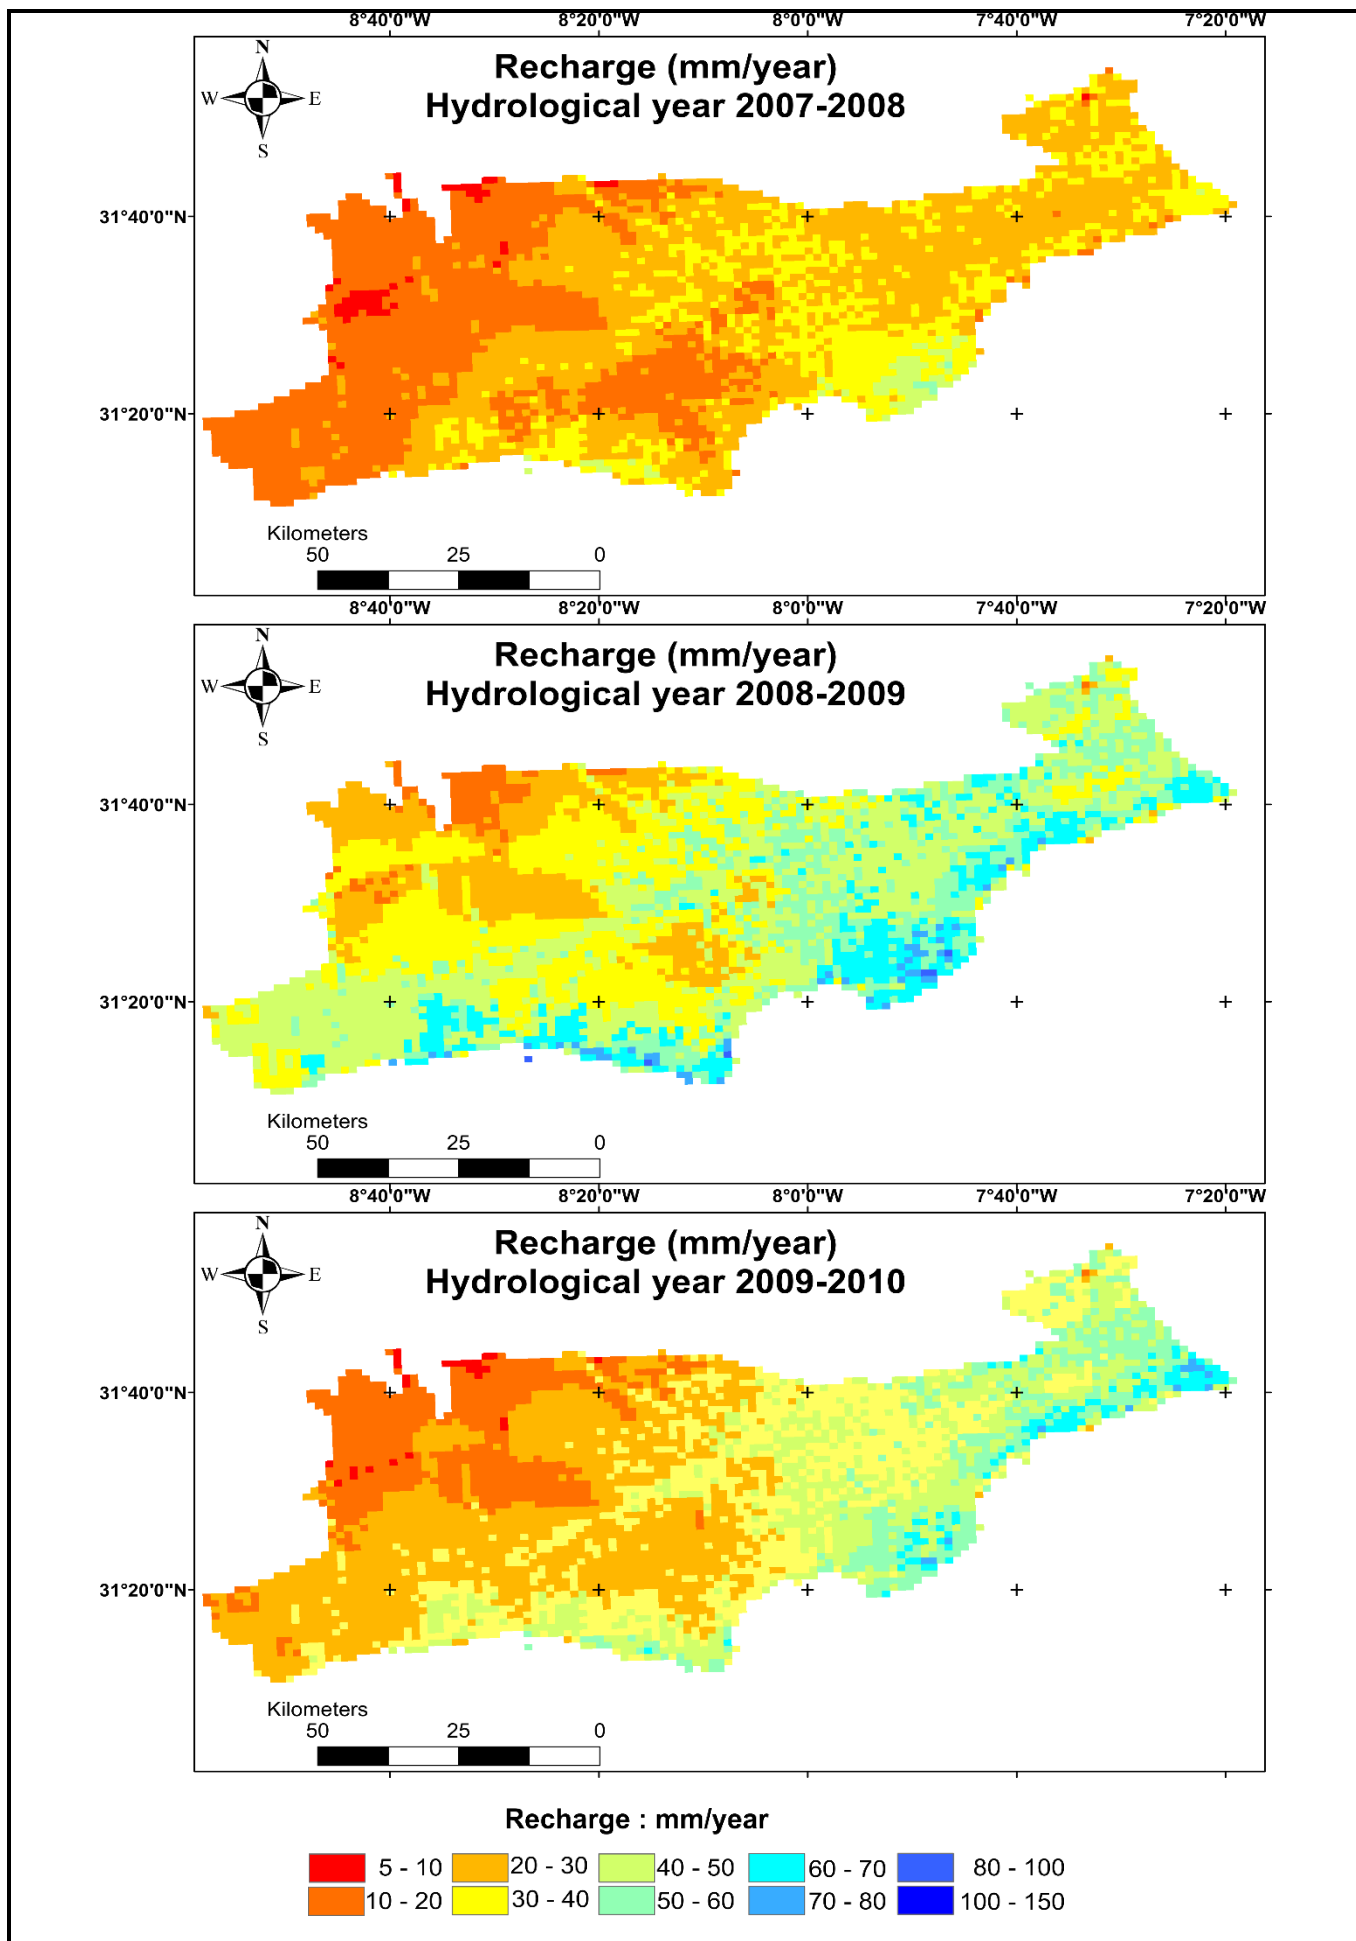 8°40'0"W 8°20'0"W 8°0'0"W 7°40'0"W 7°20'0"W
N
W E
S
Recharge (mm/year)
Hydrological year 2007-2008
31°40'0"N
31°20'0"N
Kilometers
50 25 0
8°40'0"W 8°20'0"W 8°0'0"W 7°40'0"W 7°20'0"W
N
W E
S
Recharge (mm/year)
Hydrological year 2008-2009
31°40'0"N
31°20'0"N
Kilometers
50 25 0
8°40'0"W 8°20'0"W 8°0'0"W 7°40'0"W 7°20'0"W
N
W E
S
Recharge (mm/year)
Hydrological year 2009-2010
31°40'0"N
31°20'0"N
Kilometers
50 25 0
Recharge : mm/year
5 - 10 20 - 30 40 - 50 60 - 70 80 - 100
10 - 20 30 - 40 50 - 60 70 - 80 100 - 150